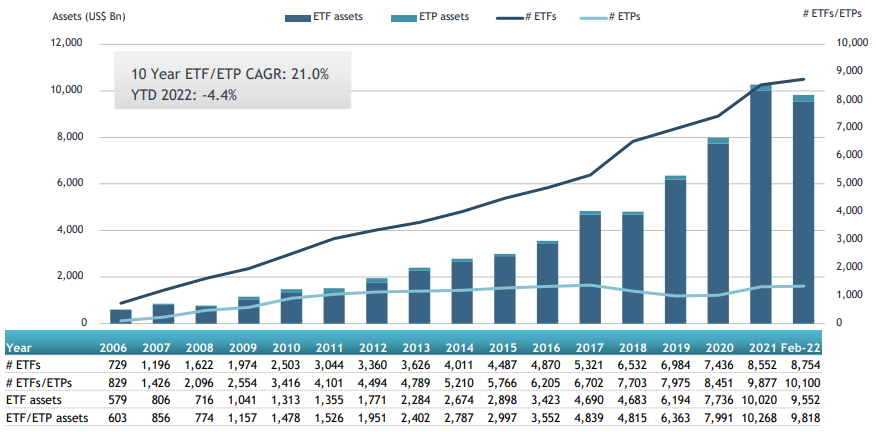 Assets (US$ Bn) ETF assets ETP assets # ETFs # ETPs # ETFs/ETPs
12,000 10,000
10 Year ETF/ETP CAGR: 21.0%
YTD 2022: -4.4%
9,000
10,000
8,000
8,000
7,000
6,000
6,000
5,000
4,000
4,000
3,000
2,000
2,000
1,000
0 0
Year 2006 2007 2008 2009 2010 2011 2012 2013 2014 2015 2016 2017 2018 2019 2020 2021 Feb-22
# ETFs 729 1,196 1,622 1,974 2,503 3,044 3,360 3,626 4,011 4,487 4,870 5,321 6,532 6,984 7,436 8,552 8,754
# ETFs/ETPs 829 1,426 2,096 2,554 3,416 4,101 4,494 4,789 5,210 5,766 6,205 6,702 7,703 7,975 8,451 9,877 10,100
ETF assets 579 806 716 1,041 1,313 1,355 1,771 2,284 2,674 2,898 3,423 4,690 4,683 6,194 7,736 10,020 9,552
ETF/ETP assets 603 856 774 1,157 1,478 1,526 1,951 2,402 2,787 2,997 3,552 4,839 4,815 6,363 7,991 10,268 9,818